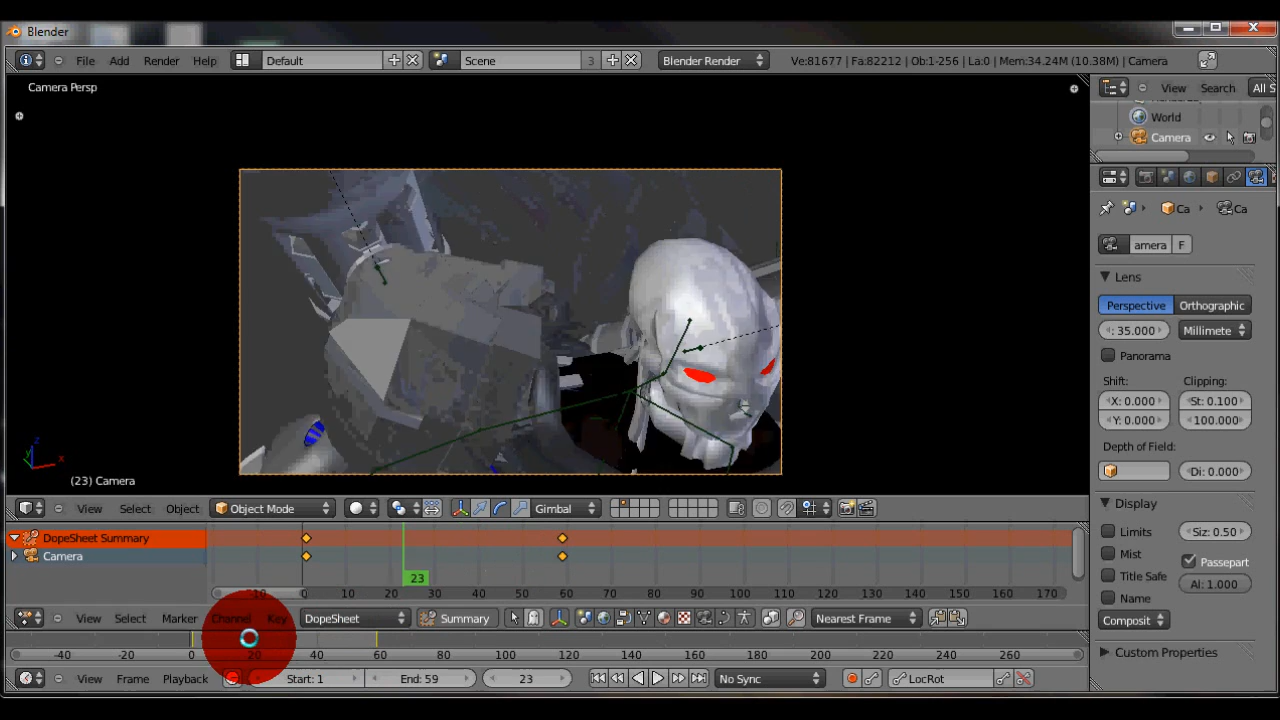 Blender
File Add Render Help Default Scene 3 Blender Render Ve:81677 | Fa:82212 | Ob:1-256 | La:0 | Mem:34.24M (10.38M) | Camera
Camera Persp
View Search All S
World
Camera
Ca Ca
amera F
Lens
Perspective Orthographic
: 35.000 Millimete
Panorama
Shift: Clipping:
X: 0.000 St: 0.100
Y: 0.000 100.000
Depth of Field:
Di: 0.000
Display
Limits Siz: 0.50
Mist Passepart
Title Safe Al: 1.000
Name
Composit
Custom Properties
z
y x
(23) Camera
View Select Object Object Mode Gimbal
DopeSheet Summary
Camera
23
-10 0 10 20 30 40 50 60 70 80 90 100 110 120 130 140 150 160 170
View Select Marker Channel Key DopeSheet Summary Nearest Frame
-40 -20 0 20 40 60 80 100 120 140 160 180 200 220 240 260
View Frame Playback Start: 1 End: 59 23 No Sync LocRot